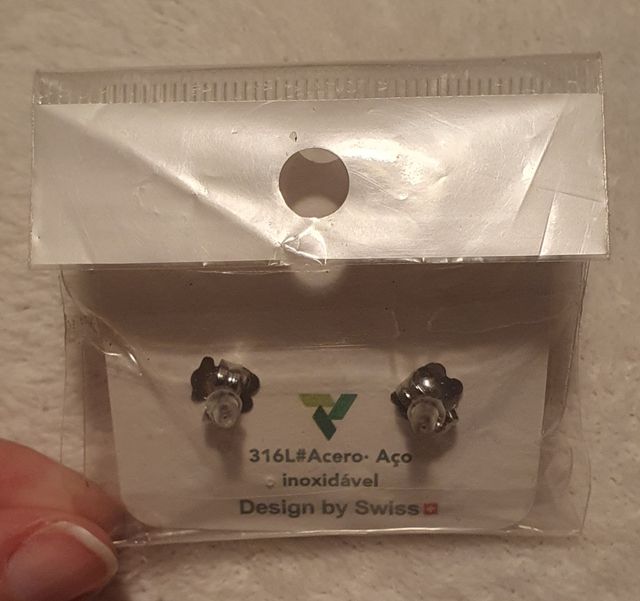 316L#Acero· Aço
inoxidável
Design by Swiss